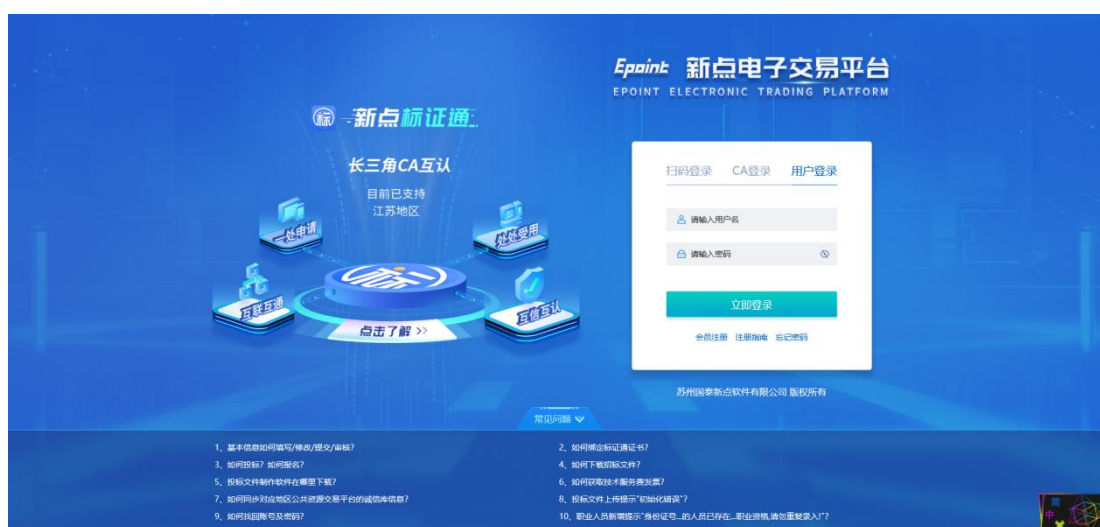 Epoint 新点电子交易平台
EPOINT ELECTRONIC TRADING PLATFORM
标 新点标证通
长三角CA互认
目前已支持
江苏地区
一处申请
处处受用
互联互通
互信互认
点击了解 >>
扫码登录 CA登录 用户登录
请输入用户名
请输入密码
立即登录
会员注册 注册指南 忘记密码
苏州国泰新点软件有限公司 版权所有
常见问题
1、基本信息如何填写/修改/提交/审核?
2、如何绑定标证通证书?
3、如何投标? 如何报名?
4、如何下载招标文件?
5、投标文件制作软件在哪里下载?
6、如何获取技术服务费发票?
7、如何同步对应地区公共资源交易平台的诚信库信息?
8、投标文件上传提示"初始化错误"?
9、如何找回账号及密码?
10、职业人员新增提示"身份证号...的人员已存在...职业资格,请勿重复录入!"?
简
中